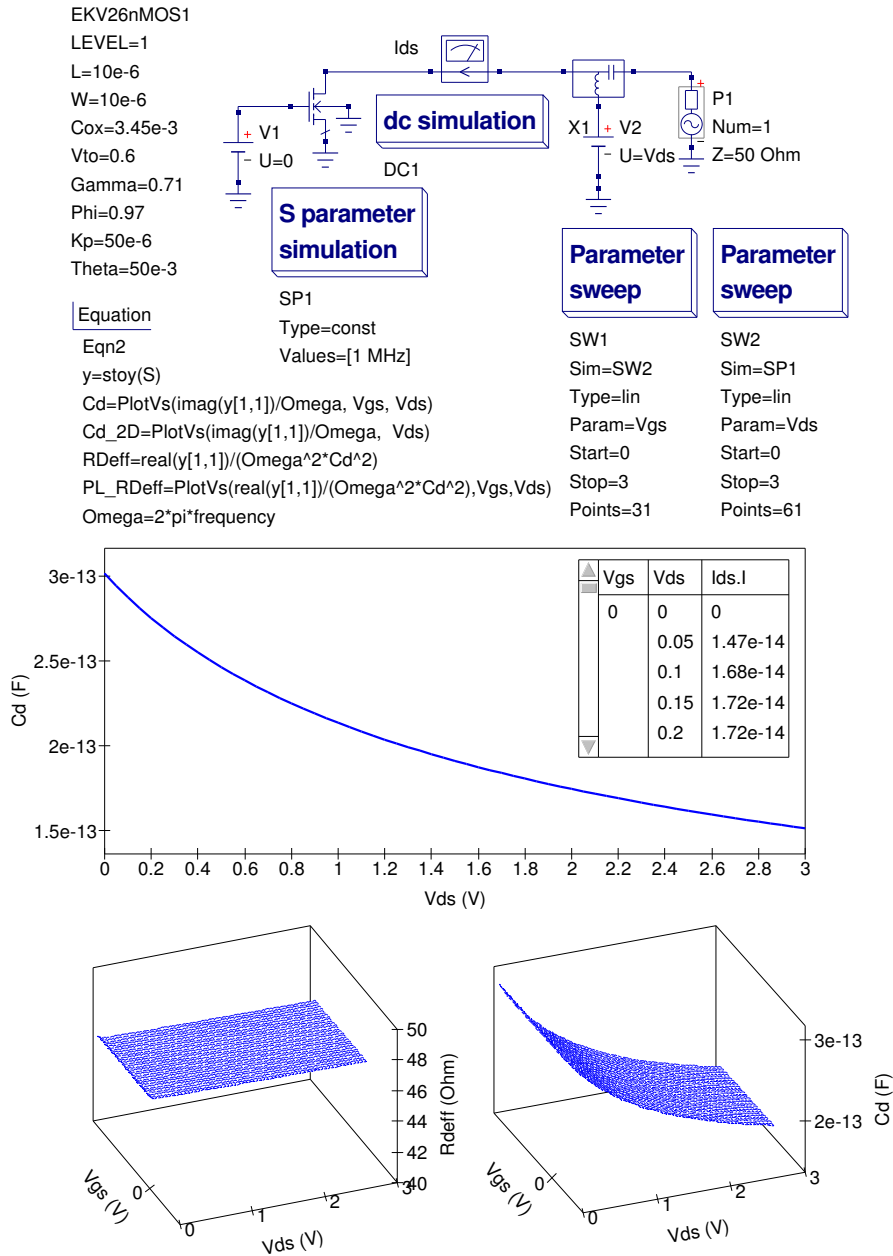 EKV26nMOS1
LEVEL=1
L=10e-6
W=10e-6
Cox=3.45e-3
Vto=0.6
Gamma=0.71
Phi=0.97
Kp=50e-6
Theta=50e-3
Ids
V1
U=0
dc simulation
DC1
X1
V2
U=Vds
P1
Num=1
Z=50 Ohm
S parameter
simulation
SP1
Type=const
Values=[1 MHz]
Parameter
sweep
SW1
Sim=SW2
Type=lin
Param=Vgs
Start=0
Stop=3
Points=31
Parameter
sweep
SW2
Sim=SP1
Type=lin
Param=Vds
Start=0
Stop=3
Points=61
Equation
Eqn2
y=stoy(S)
Cd=PlotVs(imag(y[1,1])/Omega, Vgs, Vds)
Cd_2D=PlotVs(imag(y[1,1])/Omega, Vds)
RDeff=real(y[1,1])/(Omega^2*Cd^2)
PL_RDeff=PlotVs(real(y[1,1])/(Omega^2*Cd^2),Vgs,Vds)
Omega=2*pi*frequency
3e-13
2.5e-13
2e-13
1.5e-13
Cd (F)
0 0.2 0.4 0.6 0.8 1 1.2 1.4 1.6 1.8 2 2.2 2.4 2.6 2.8 3
Vds (V)
Vgs Vds Ids.I
0 0 0
0.05 1.47e-14
0.1 1.68e-14
0.15 1.72e-14
0.2 1.72e-14
50
48
46
44
42
40
Rdeff (Ohm)
0
Vgs (V)
0 1 2 3
Vds (V)
3e-13
2e-13
Cd (F)
0
Vgs (V)
0 1 2 3
Vds (V)